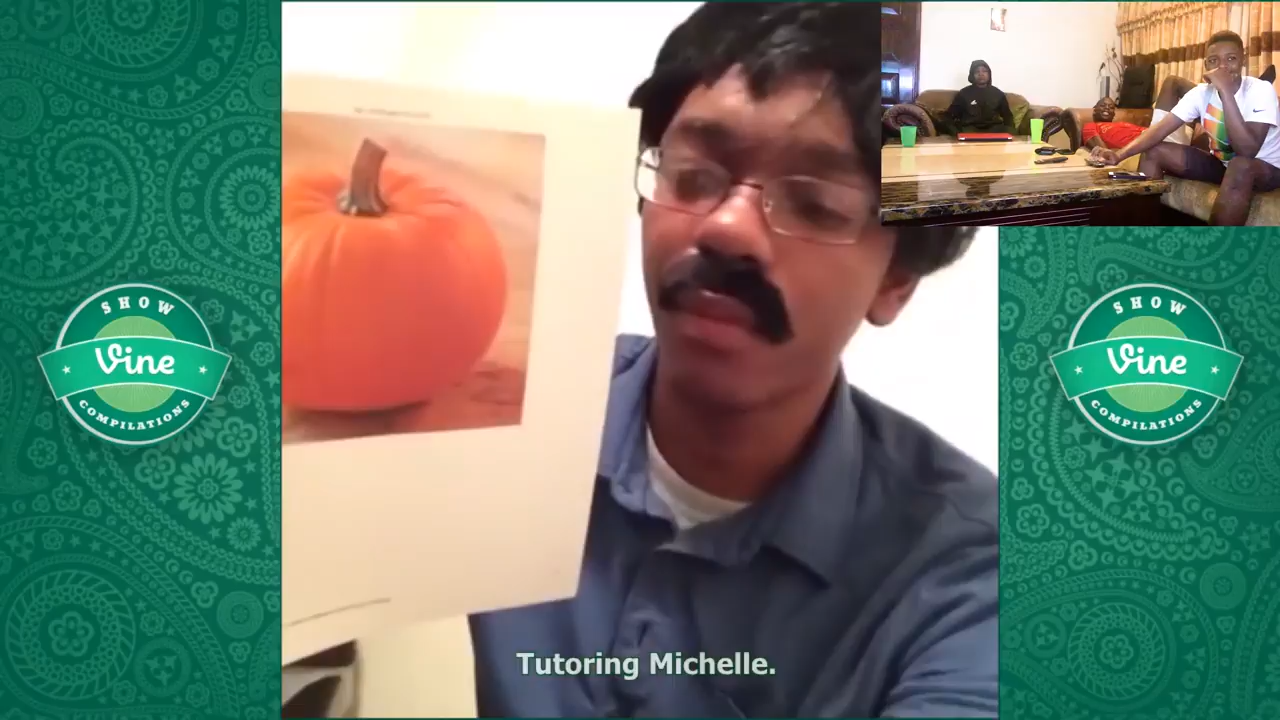 SHOW
Vine
COMPILATIONS
Tutoring Michelle.
SHOW
Vine
COMPILATIONS